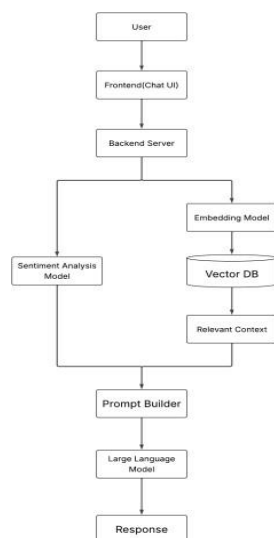 User
Frontend(Chat UI)
Backend Server
Embedding Model
Sentiment Analysis
Model
Vector DB
Relevant Context
Prompt Builder
Large Language
Model
Response